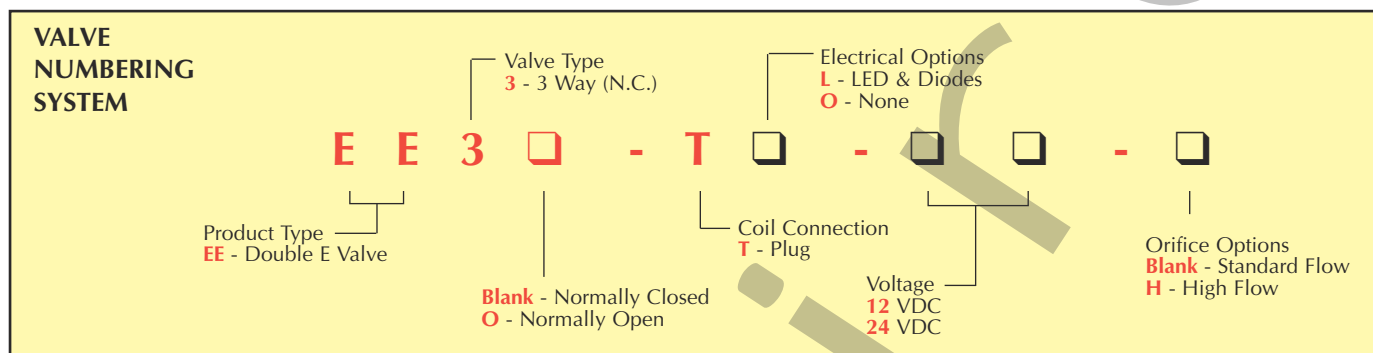 VALVE
NUMBERING
SYSTEM
Valve Type
3 - 3 Way (N.C.)
Electrical Options
L - LED & Diodes
O - None
E E 3 ❑ - T ❑ - ❑ ❑ - ❑
Product Type
EE - Double E Valve
Blank - Normally Closed
O - Normally Open
Coil Connection
T - Plug
Voltage
12 VDC
24 VDC
Orifice Options
Blank - Standard Flow
H - High Flow